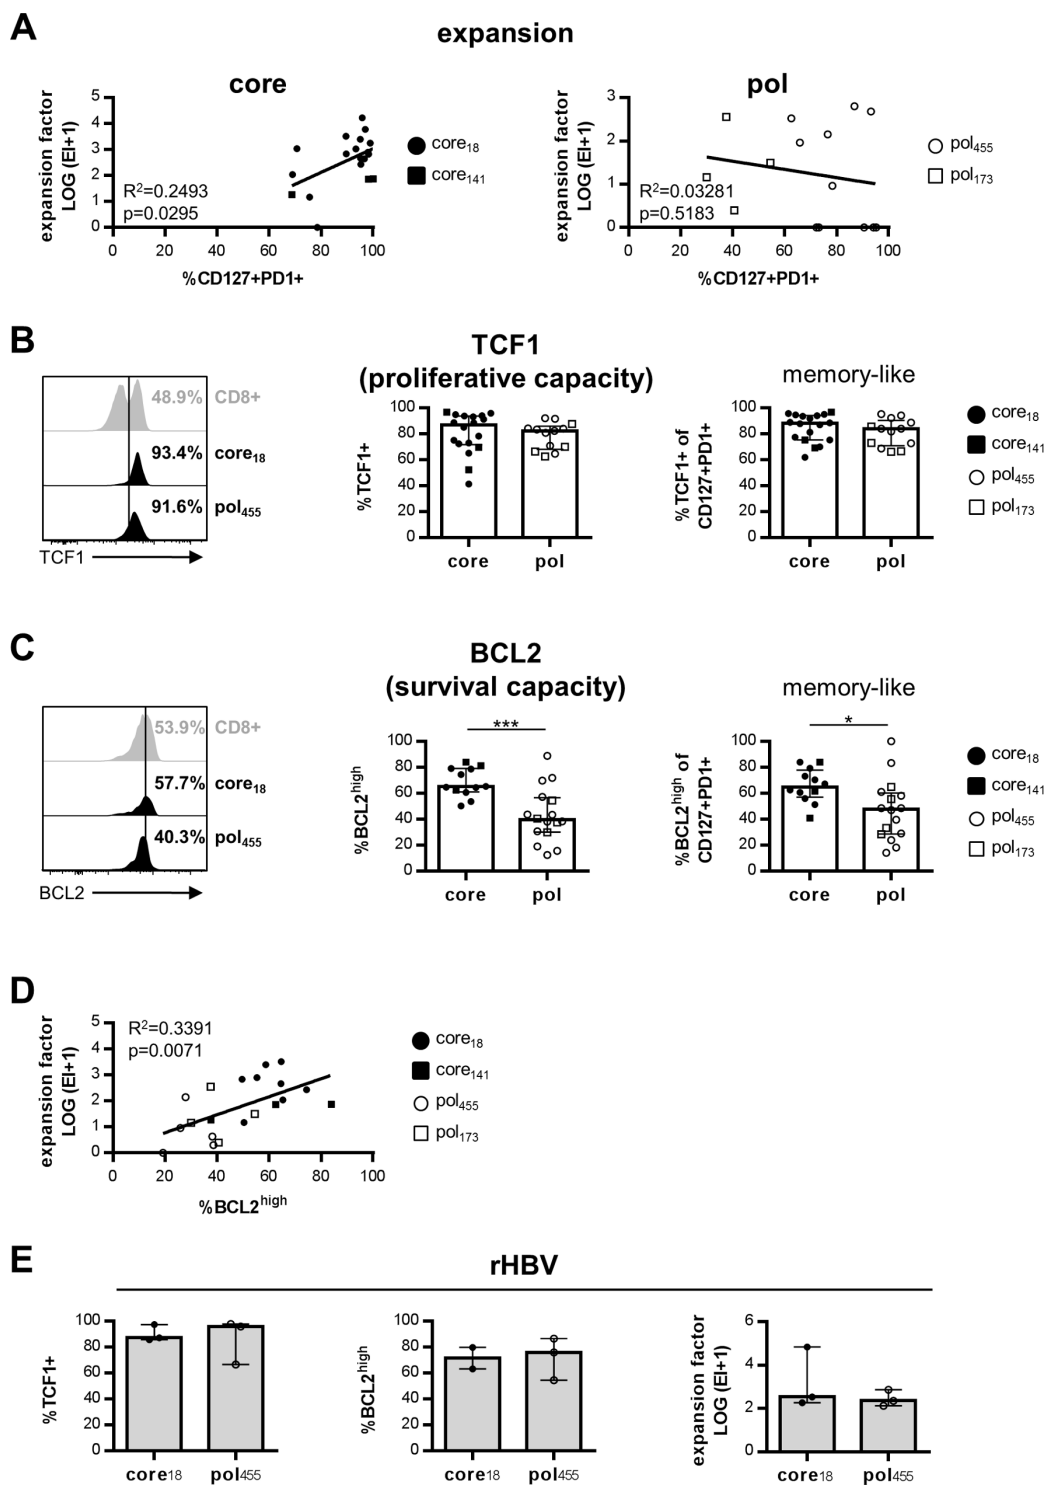 A
expansion
core
expansion factor
LOG (EI+1)
5
4
3
2
1
0
R2=0.2493
p=0.0295
0 20 40 60 80 100
%CD127+PD1+
core18
core141
pol
expansion factor
LOG (EI+1)
3
2
1
0
R2=0.03281
p=0.5183
0 20 40 60 80 100
%CD127+PD1+
pol455
pol173
B
TCF1
(proliferative capacity)
memory-like
48.9% CD8+
93.4% core18
91.6% pol455
TCF1
%TCF1+
100
80
60
40
20
0
core pol
%TCF1+ of
CD127+PD1+
100
80
60
40
20
0
core pol
core18
core141
pol455
pol173
C
BCL2
(survival capacity)
memory-like
53.9% CD8+
57.7% core18
40.3% pol455
BCL2
%BCL2high
100
80
60
40
20
0
***
core pol
%BCL2high of
CD127+PD1+
100
80
60
40
20
0
*
core pol
core18
core141
pol455
pol173
D
expansion factor
LOG (EI+1)
5
4
3
2
1
0
R2=0.3391
p=0.0071
0 20 40 60 80 100
%BCL2high
core18
core141
pol455
pol173
E
rHBV
%TCF1+
100
80
60
40
20
0
core18 pol455
%BCL2high
100
80
60
40
20
0
core18 pol455
expansion factor
LOG (EI+1)
6
4
2
0
core18 pol455